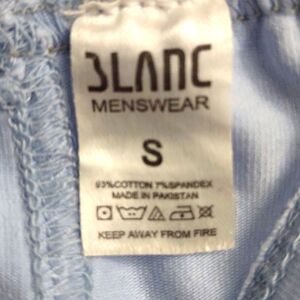 BLANC
MENSWEAR
S
93%COTTON 7%SPANDEX
MADE IN PAKISTAN
KEEP AWAY FROM FIRE